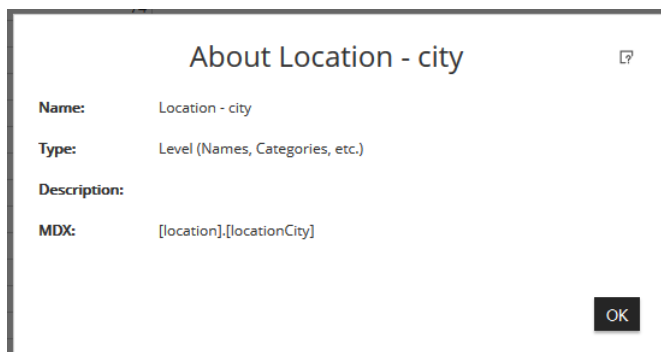 About Location - city
Name: Location - city
Type: Level (Names, Categories, etc.)
Description:
MDX: [location].[locationCity]
OK